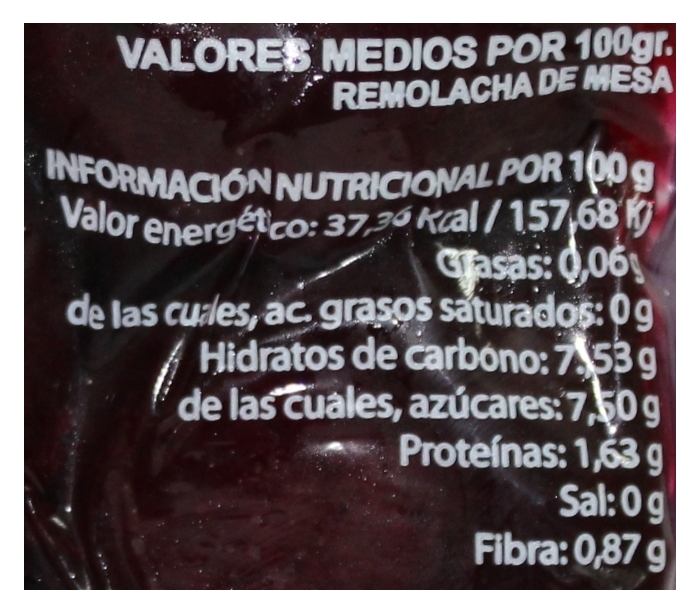 VALORES MEDIOS POR 100gr.
REMOLACHA DE MESA
INFORMACIÓN NUTRICIONAL POR 100 g
Valor energético: 37,36 Kcal / 157,68 Kj
Grasas: 0,06g
de las cuales, ac. grasos saturados: 0 g
Hidratos de carbono: 7,53 g
de las cuales, azúcares: 7,50 g
Proteínas: 1,63 g
Sal: 0 g
Fibra: 0,87 g